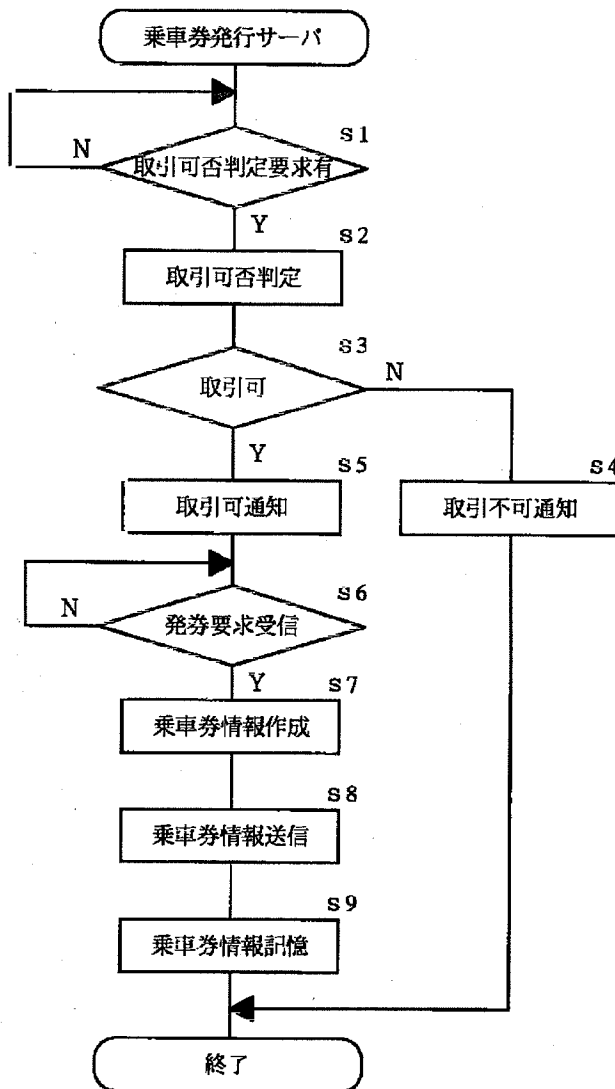 乗車券発行サーバ
s1
N
取引可否判定要求有
Y
s2
取引可否判定
s3
取引可
N
Y
s5
s4
取引可通知
取引不可通知
s6
N
発券要求受信
Y
s7
乗車券情報作成
s8
乗車券情報送信
s9
乗車券情報記憶
終了